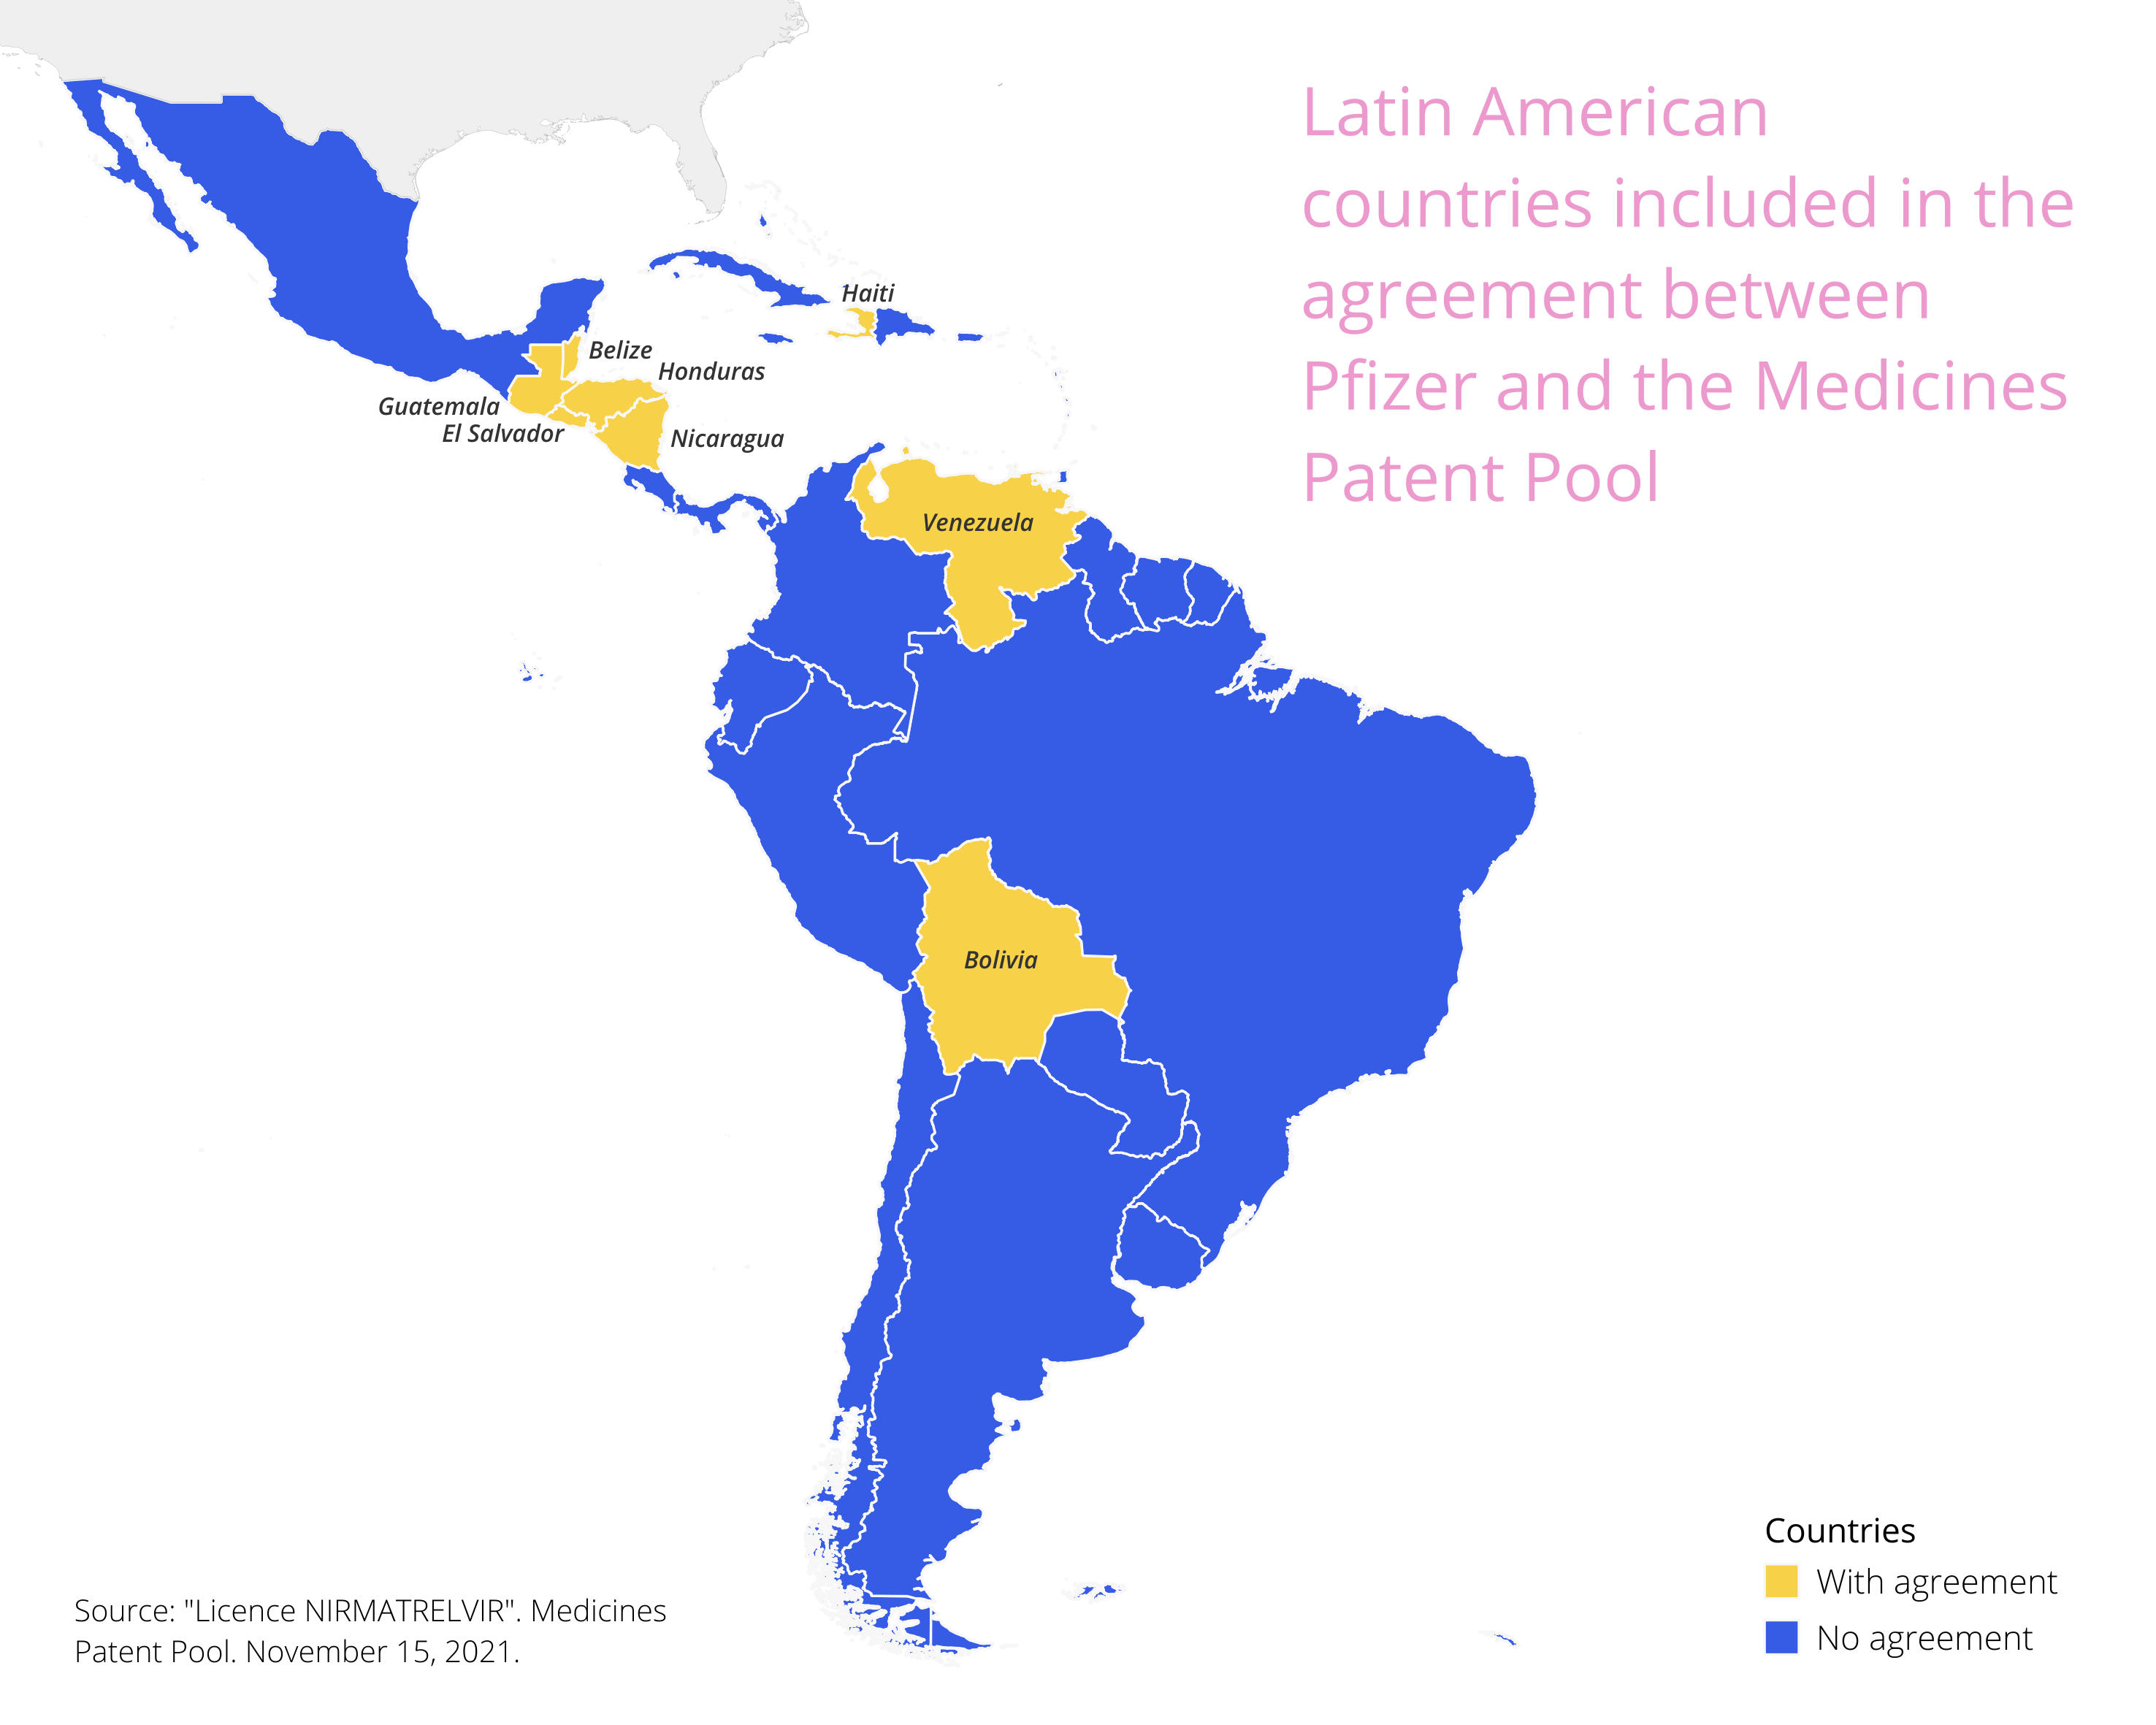 Latin American
countries included in the
agreement between
Pfizer and the Medicines
Patent Pool
Haiti
Belize
Honduras
Guatemala
El Salvador
Nicaragua
Venezuela
Bolivia
Countries
With agreement
No agreement
Source: "Licence NIRMATRELVIR". Medicines
Patent Pool. November 15, 2021.